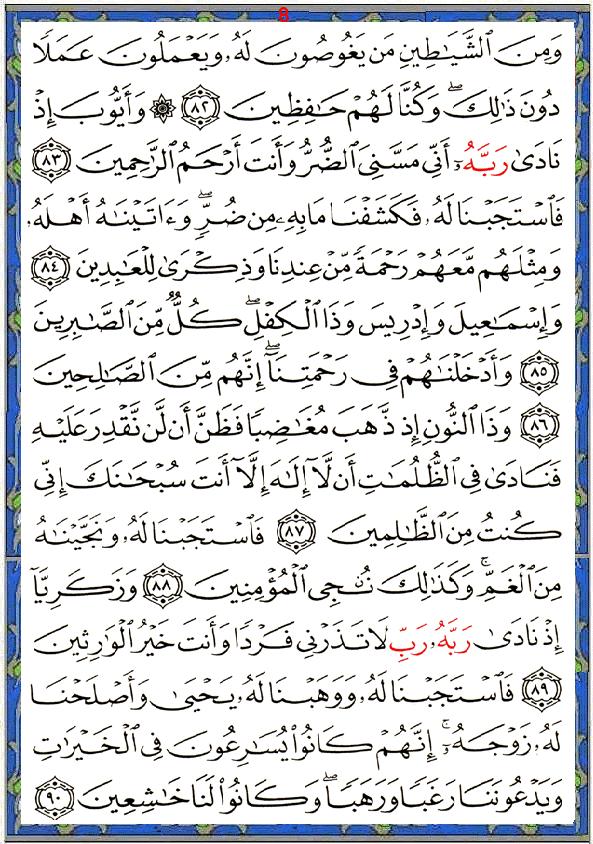 8
وَمِنَ ٱلشَّيَٰطِينِ مَن يَغُوصُونَ لَهُۥ وَيَعۡمَلُونَ عَمَلٗا
دُونَ ذَٰلِكَۖ وَكُنَّا لَهُمۡ حَٰفِظِينَ ٨٢ ۞ وَأَيُّوبَ إِذۡ
نَادَىٰ رَبَّهُۥٓ أَنِّي مَسَّنِيَ ٱلضُّرُّ وَأَنتَ أَرۡحَمُ ٱلرَّٰحِمِينَ ٨٣
فَٱسۡتَجَبۡنَا لَهُۥ فَكَشَفۡنَا مَا بِهِۦ مِن ضُرّٖۖ وَءَاتَيۡنَٰهُ أَهۡلَهُۥ
وَمِثۡلَهُم مَّعَهُمۡ رَحۡمَةٗ مِّنۡ عِندِنَا وَذِكۡرَىٰ لِلۡعَٰبِدِينَ ٨٤
وَإِسۡمَٰعِيلَ وَإِدۡرِيسَ وَذَا ٱلۡكِفۡلِۖ كُلّٞ مِّنَ ٱلصَّٰبِرِينَ
٨٥ وَأَدۡخَلۡنَٰهُمۡ فِي رَحۡمَتِنَآۖ إِنَّهُم مِّنَ ٱلصَّٰلِحِينَ
٨٦ وَذَا ٱلنُّونِ إِذ ذَّهَبَ مُغَٰضِبٗا فَظَنَّ أَن لَّن نَّقۡدِرَ عَلَيۡهِ
فَنَادَىٰ فِي ٱلظُّلُمَٰتِ أَن لَّآ إِلَٰهَ إِلَّآ أَنتَ سُبۡحَٰنَكَ إِنِّي
كُنتُ مِنَ ٱلظَّٰلِمِينَ ٨٧ فَٱسۡتَجَبۡنَا لَهُۥ وَنَجَّيۡنَٰهُ
مِنَ ٱلۡغَمِّۚ وَكَذَٰلِكَ نُـۨجِي ٱلۡمُؤۡمِنِينَ ٨٨ وَزَكَرِيَّآ
إِذۡ نَادَىٰ رَبَّهُۥ رَبِّ لَا تَذَرۡنِي فَرۡدٗا وَأَنتَ خَيۡرُ ٱلۡوَٰرِثِينَ
٨٩ فَٱسۡتَجَبۡنَا لَهُۥ وَوَهَبۡنَا لَهُۥ يَحۡيَىٰ وَأَصۡلَحۡنَا
لَهُۥ زَوۡجَهُۥٓۚ إِنَّهُمۡ كَانُواْ يُسَٰرِعُونَ فِي ٱلۡخَيۡرَٰتِ
وَيَدۡعُونَنَا رَغَبٗا وَرَهَبٗاۖ وَكَانُواْ لَنَا خَٰشِعِينَ ٩٠